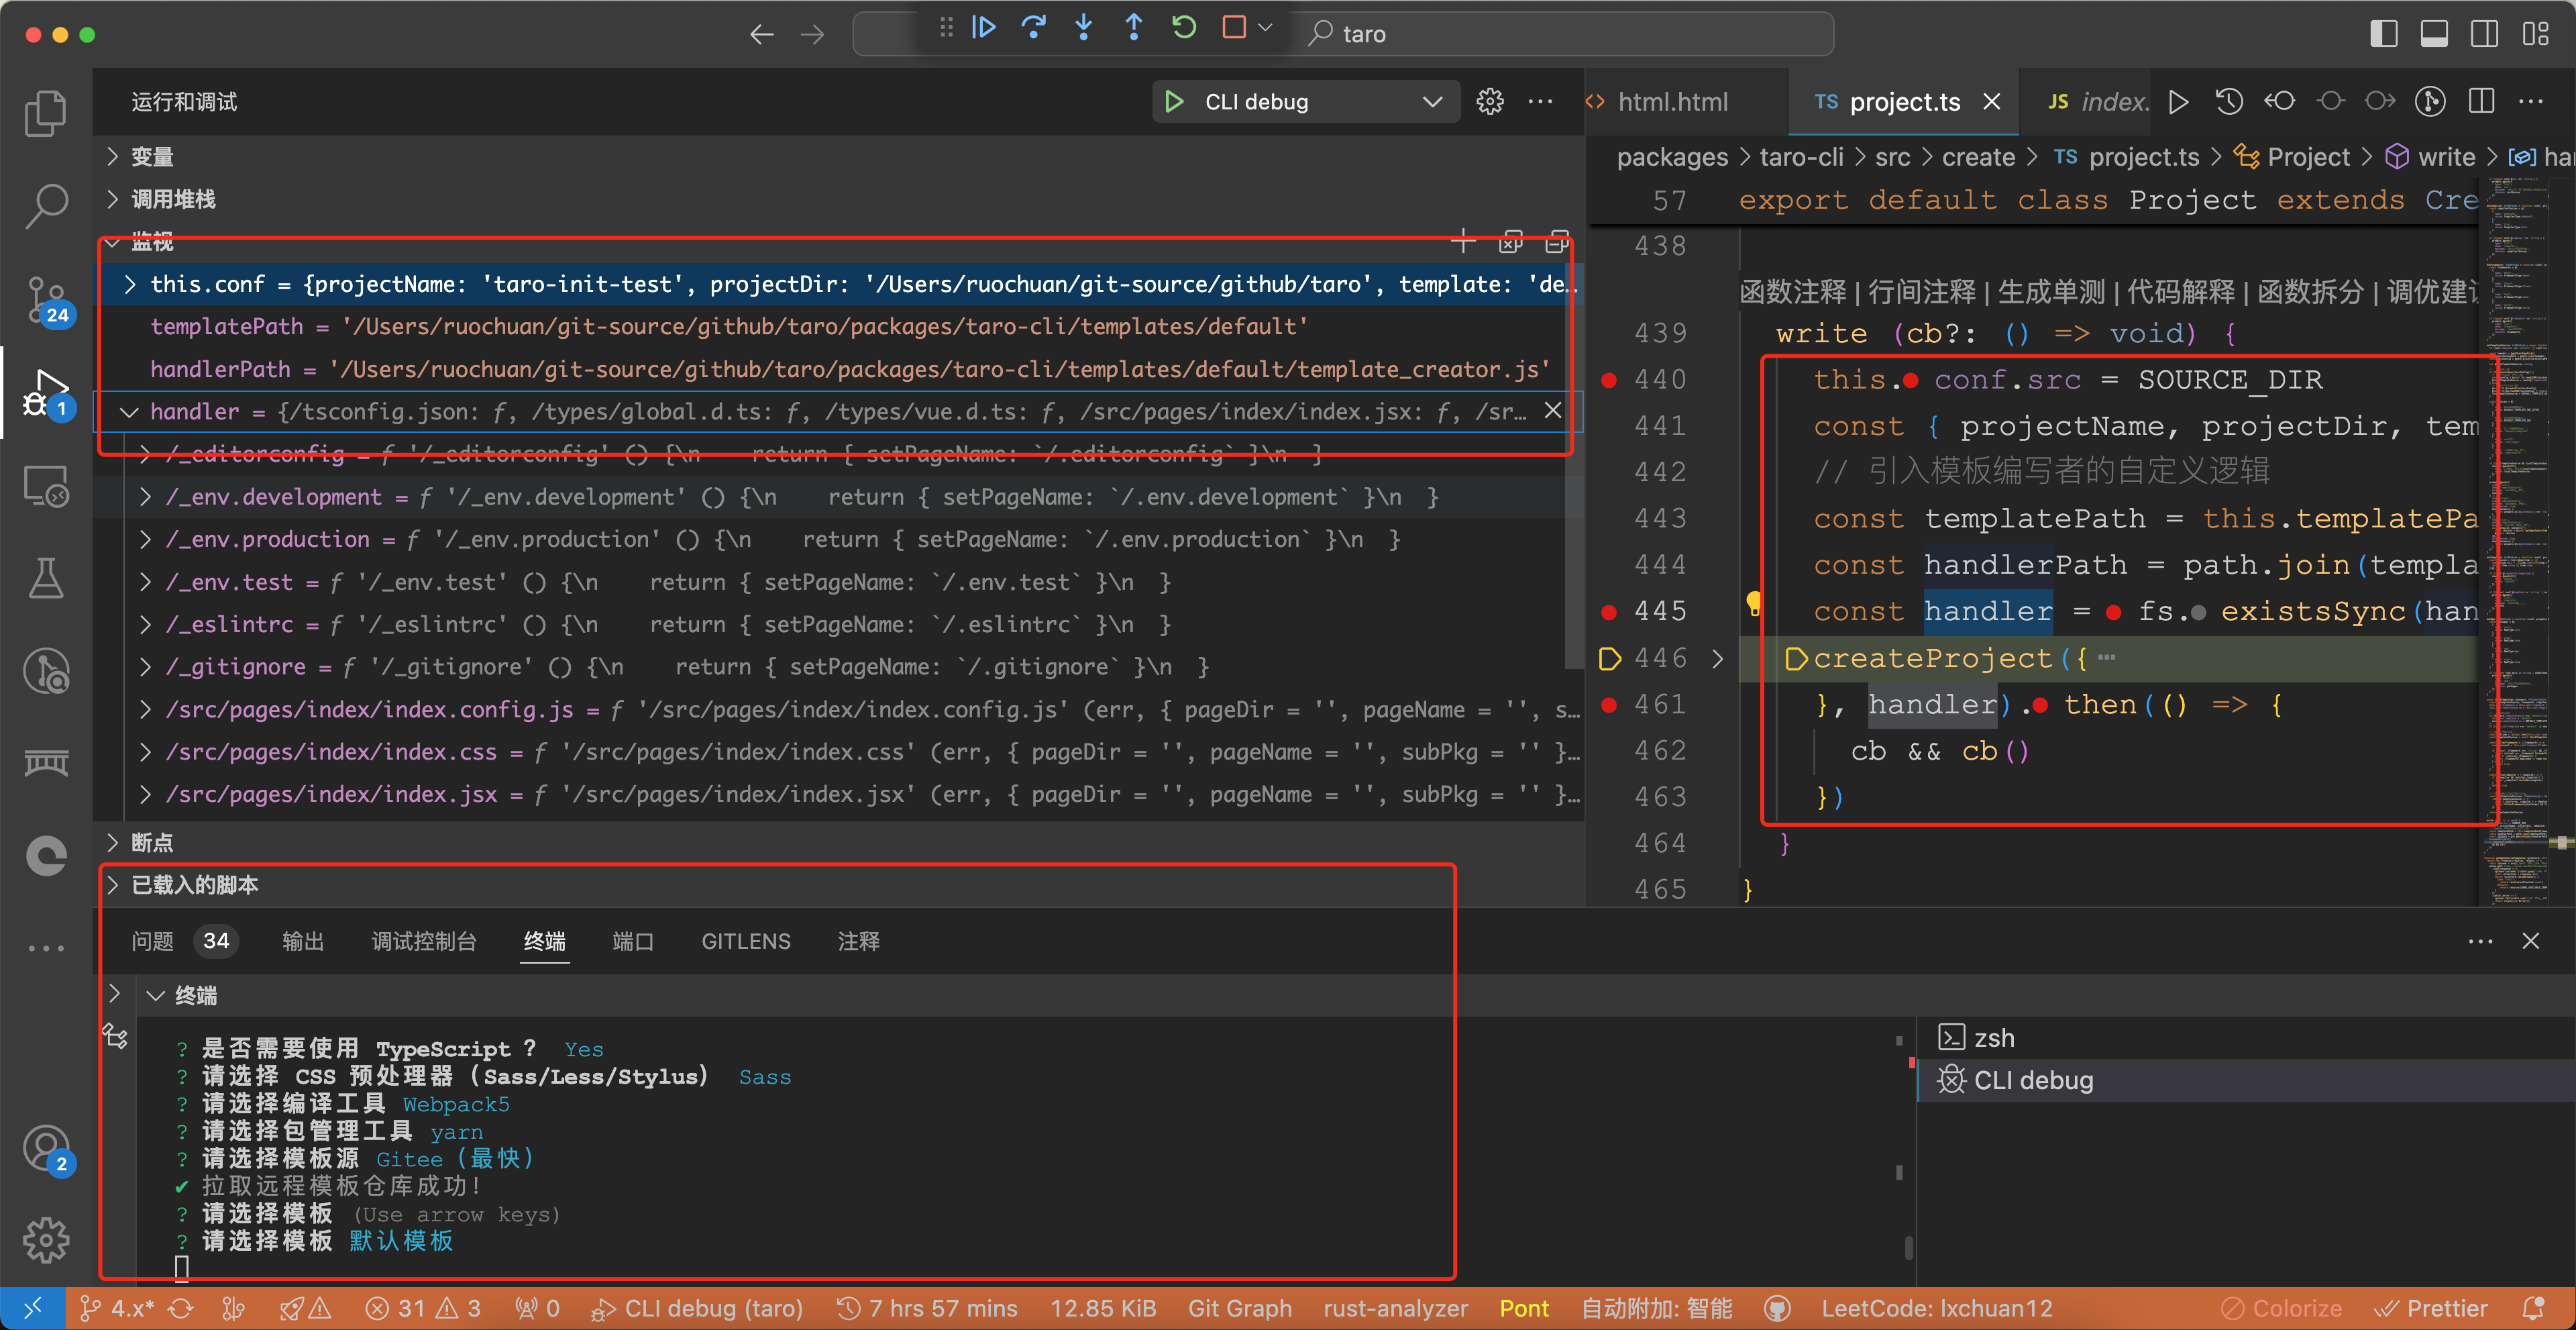 taro
运行和调试
CLI debug
变量
调用堆栈
监视
this.conf = {projectName: 'taro-init-test', projectDir: '/Users/ruochuan/git-source/github/taro', template: 'de…
templatePath = '/Users/ruochuan/git-source/github/taro/packages/taro-cli/templates/default'
handlerPath = '/Users/ruochuan/git-source/github/taro/packages/taro-cli/templates/default/template_creator.js'
handler = {/tsconfig.json: ƒ, /types/global.d.ts: ƒ, /types/vue.d.ts: ƒ, /src/pages/index/index.jsx: ƒ, /sr…
/_editorconfig = ƒ '/_editorconfig' () {\n    return { setPageName: `/.editorconfig` }\n  }
/_env.development = ƒ '/_env.development' () {\n    return { setPageName: `/.env.development` }\n  }
/_env.production = ƒ '/_env.production' () {\n    return { setPageName: `/.env.production` }\n  }
/_env.test = ƒ '/_env.test' () {\n    return { setPageName: `/.env.test` }\n  }
/_eslintrc = ƒ '/_eslintrc' () {\n    return { setPageName: `/.eslintrc` }\n  }
/_gitignore = ƒ '/_gitignore' () {\n    return { setPageName: `/.gitignore` }\n  }
/src/pages/index/index.config.js = ƒ '/src/pages/index/index.config.js' (err, { pageDir = '', pageName = '', s…
/src/pages/index/index.css = ƒ '/src/pages/index/index.css' (err, { pageDir = '', pageName = '', subPkg = '' }…
/src/pages/index/index.jsx = ƒ '/src/pages/index/index.jsx' (err, { pageDir = '', pageName = '', subPkg = '' }…
断点
已载入的脚本
24
1
2
html.html
TS project.ts
JS index.
packages > taro-cli > src > create > TS project.ts > Project > write > ha
57 export default class Project extends Cre
438
函数注释 | 行间注释 | 生成单测 | 代码解释 | 函数拆分 | 调优建议
439 write (cb?: () => void) {
440 this.conf.src = SOURCE_DIR
441 const { projectName, projectDir, tem
442 // 引入模板编写者的自定义逻辑
443 const templatePath = this.templatePa
444 const handlerPath = path.join(templa
445 const handler = fs.existsSync(han
446 createProject({ …
461 }, handler).then(() => {
462 cb && cb()
463 })
464 }
465 }
问题 34 输出 调试控制台 终端 端口 GITLENS 注释
终端
? 是否需要使用 TypeScript ? Yes
? 请选择 CSS 预处理器（Sass/Less/Stylus） Sass
? 请选择编译工具 Webpack5
? 请选择包管理工具 yarn
? 请选择模板源 Gitee（最快）
✔ 拉取远程模板仓库成功！
? 请选择模板 (Use arrow keys)
? 请选择模板 默认模板
zsh
CLI debug
4.x* 31 3 0 CLI debug (taro) 7 hrs 57 mins 12.85 KiB Git Graph rust-analyzer Pont 自动附加: 智能 LeetCode: lxchuan12 Colorize Prettier